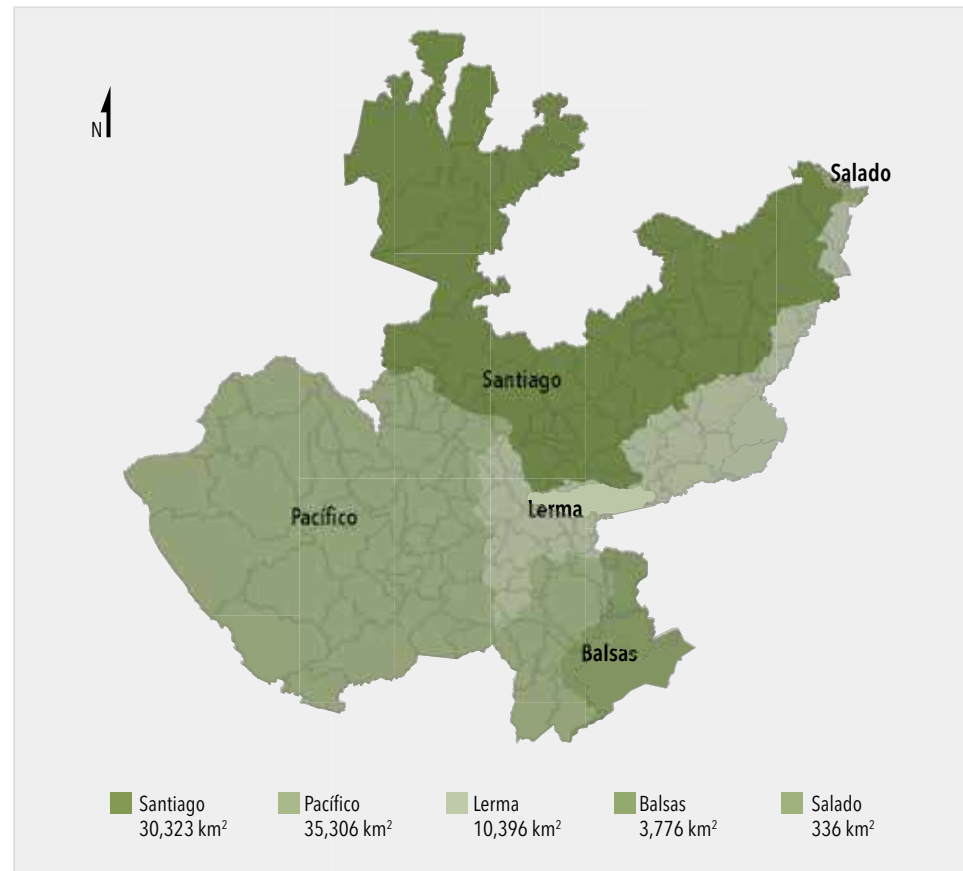 N
Salado
Santiago
Lerma
Pacífico
Balsas
Santiago
30,323 km²
Pacífico
35,306 km²
Lerma
10,396 km²
Balsas
3,776 km²
Salado
336 km²